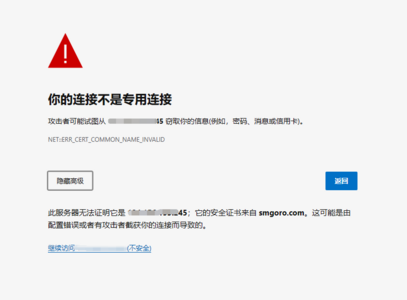 你的连接不是专用连接
攻击者可能试图从 45 窃取你的信息(例如，密码、消息或信用卡)。
NET::ERR_CERT_COMMON_NAME_INVALID
隐藏高级
返回
此服务器无法证明它是 45；它的安全证书来自 smgoro.com。这可能是由
配置错误或者有攻击者截获你的连接而导致的。
继续访问 (不安全)